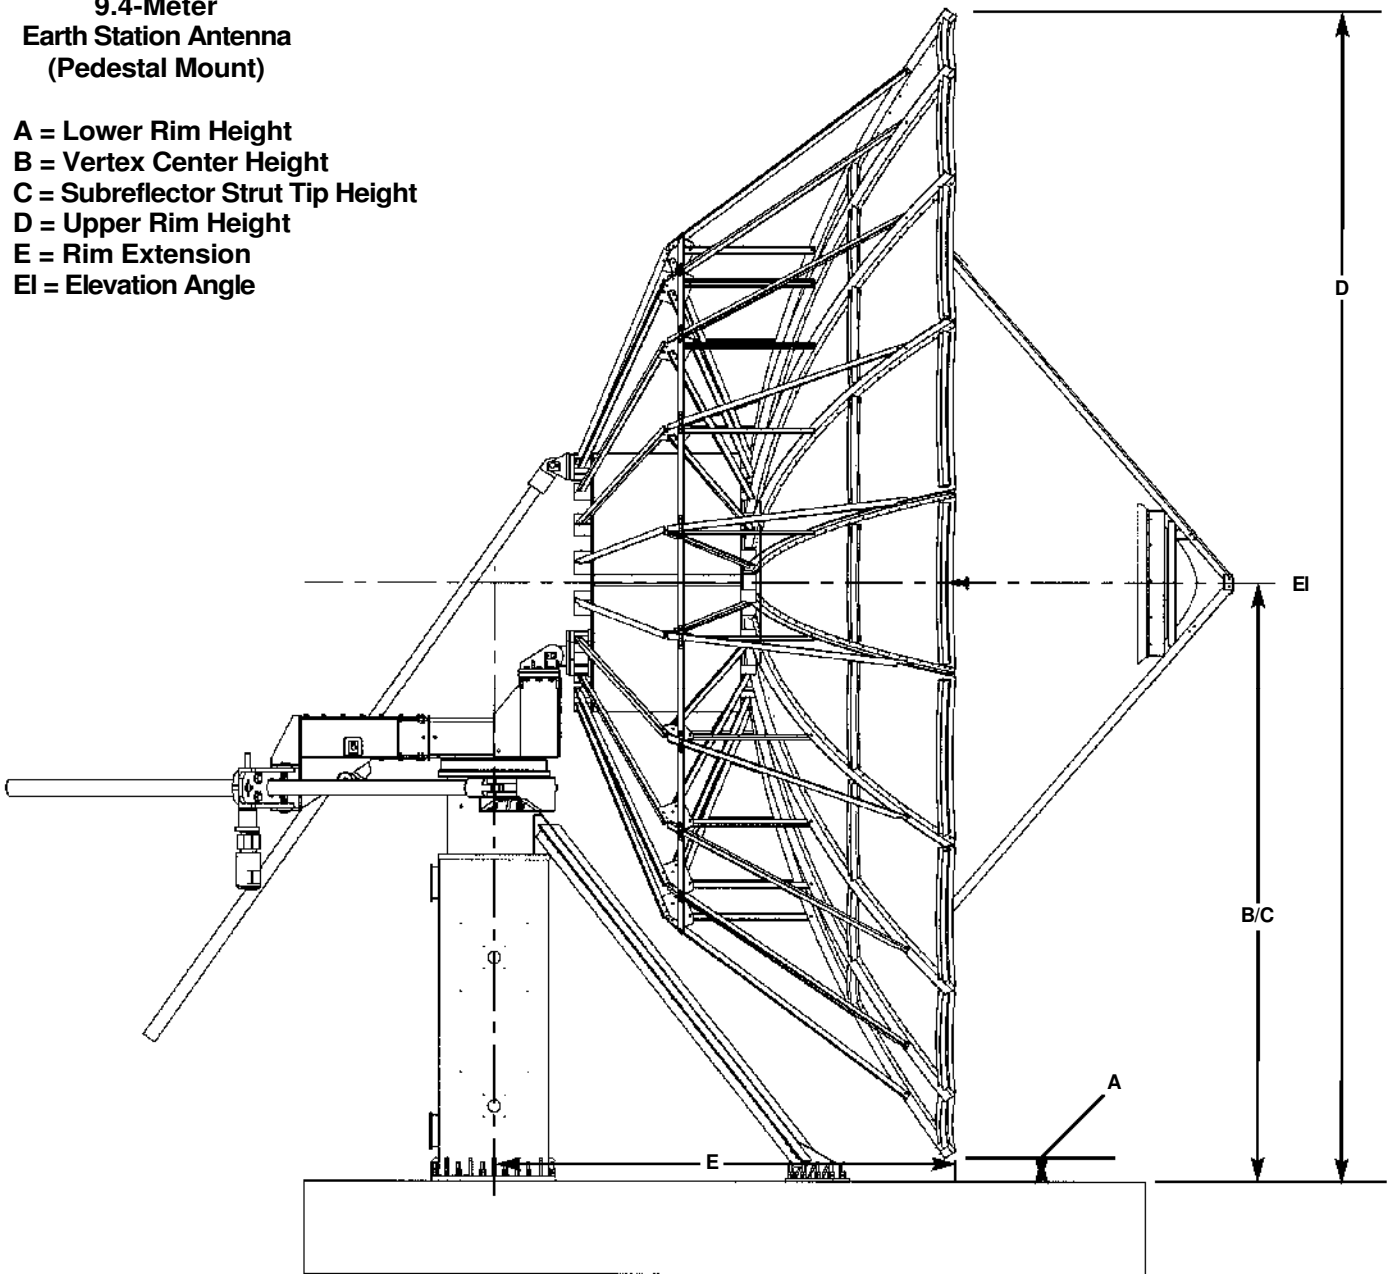 9.4-Meter
Earth Station Antenna
(Pedestal Mount)
A = Lower Rim Height
B = Vertex Center Height
C = Subreflector Strut Tip Height
D = Upper Rim Height
E = Rim Extension
El = Elevation Angle
D
El
B/C
A
E